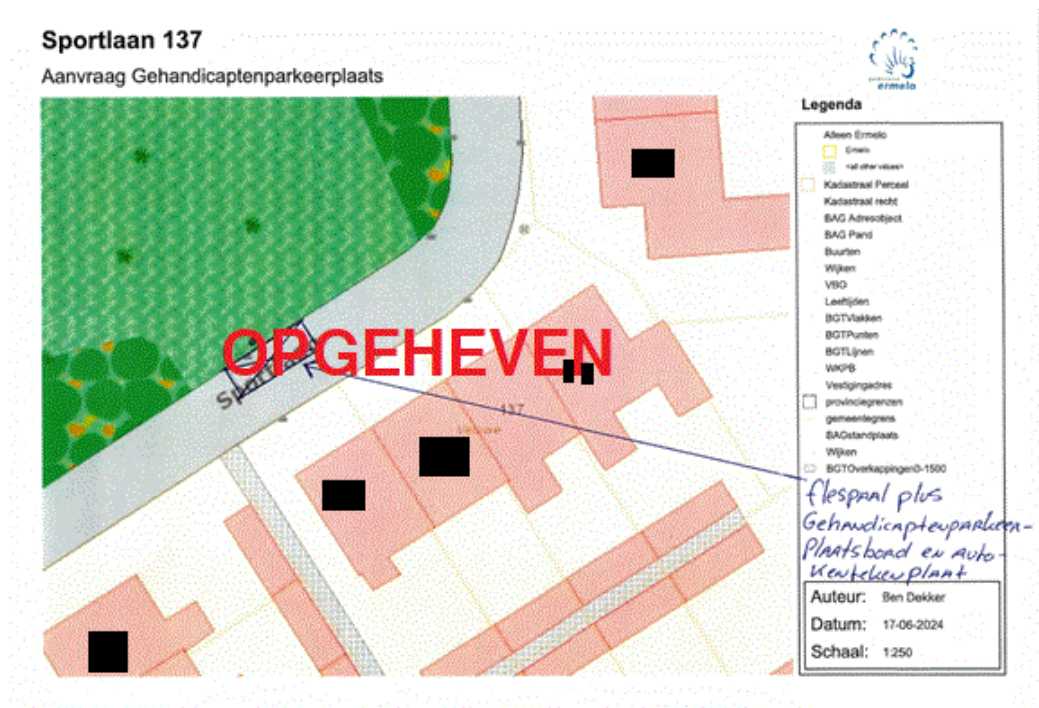 Sportlaan 137
Aanvraag Gehandicaptenparkeerplaats
gemeente
ermelo
Legenda
Alleen Ermelo
Ermelo
<all other values>
Kadastraal Perceel
Kadastraal recht
BAG Adresobject
BAG Pand
Buurten
Wijken
VBO
Leeftijden
BGTVlakken
BGTPunten
BGTLijnen
WKPB
Vestigingadres
provinciegrenzen
gemeentegrens
BAGstandplaats
Wijken
BGTOverkappingen0-1500
OPGEHEVEN
137
flespaal plus
Gehandicaptenparkeer-
Plaatsbord en auto-
Kentekenplaat
Auteur: Ben Dekker
Datum: 17-06-2024
Schaal: 1:250